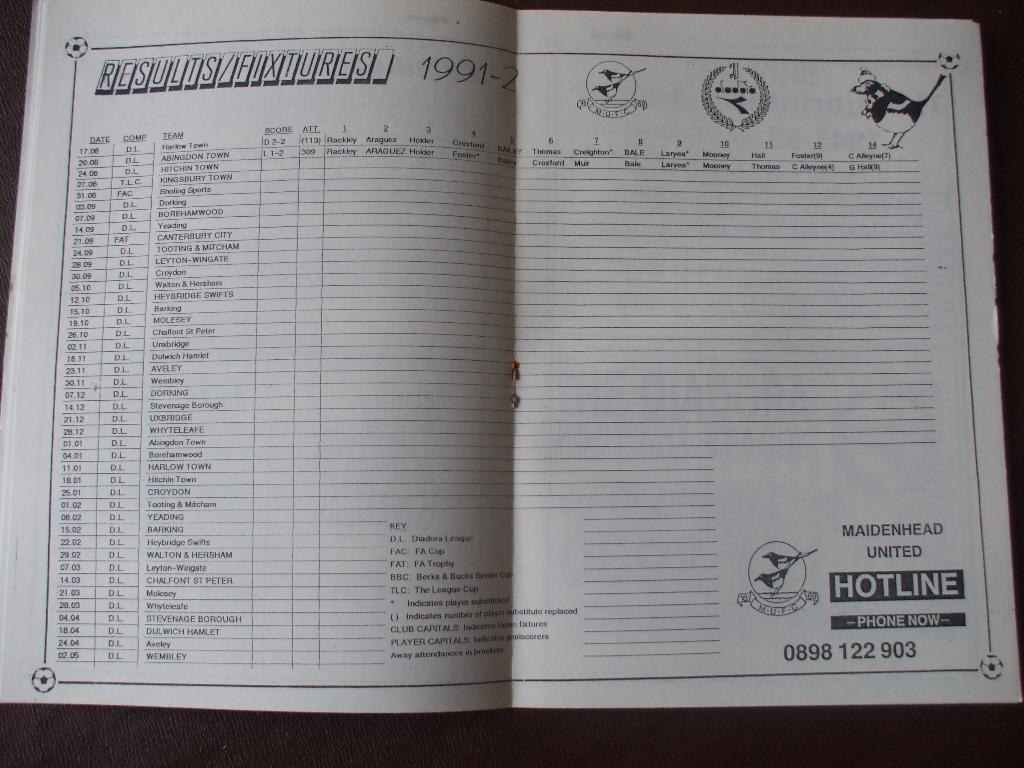 RESULTS/FIXTURES 1991-2
M·U·F·C
diadora
DATE COMP TEAM SCORE ATT 1 2 3 4 5 6 7 8 9 10 11 12 14
17.08 D.L. Harlow Town D 2-2 (113) Rackley Araguez Holder Croxford BAILEY Thomas Creighton* BALE Laryea* Mooney Hall Foster(9) C Alleyne(7)
20.08 D.L. ABINGDON TOWN L 1-2 309 Rackley ARAGUEZ Holder Foster* Bailey Croxford Muir Bale Laryea* Mooney Thomas C Alleyne(4) G Hall(9)
24.08 D.L. HITCHIN TOWN
27.08 T.L.C. KINGSBURY TOWN
31.08 FAC Sholing Sports
03.09 D.L. Dorking
07.09 D.L. BOREHAMWOOD
14.09 D.L. Yeading
21.09 FAT CANTERBURY CITY
24.09 D.L. TOOTING & MITCHAM
28.09 D.L. LEYTON-WINGATE
30.09 D.L. Croydon
05.10 D.L. Walton & Hersham
12.10 D.L. HEYBRIDGE SWIFTS
15.10 D.L. Barking
19.10 D.L. MOLESEY
26.10 D.L. Chalfont St Peter
02.11 D.L. Uxbridge
16.11 D.L. Dulwich Hamlet
23.11 D.L. AVELEY
30.11 D.L. Wembley
07.12 D.L. DORKING
14.12 D.L. Stevenage Borough
21.12 D.L. UXBRIDGE
28.12 D.L. WHYTELEAFE
01.01 D.L. Abingdon Town
04.01 D.L. Borehamwood
11.01 D.L. HARLOW TOWN
18.01 D.L. Hitchin Town
25.01 D.L. CROYDON
01.02 D.L. Tooting & Mitcham
08.02 D.L. YEADING
15.02 D.L. BARKING
22.02 D.L. Heybridge Swifts
29.02 D.L. WALTON & HERSHAM
07.03 D.L. Leyton-Wingate
14.03 D.L. CHALFONT ST PETER
21.03 D.L. Molesey
28.03 D.L. Whyteleafe
04.04 D.L. STEVENAGE BOROUGH
18.04 D.L. DULWICH HAMLET
24.04 D.L. Aveley
02.05 D.L. WEMBLEY
KEY
D.L. Diadora League
FAC: FA Cup
FAT: FA Trophy
BBC: Berks & Bucks Senior Cup
TLC: The League Cup
* Indicates player substituted
( ) Indicates number of player substitute replaced
CLUB CAPITALS: Indicates Home fixtures
PLAYER CAPITALS: Indicates goalscorers
Away attendances in brackets
MAIDENHEAD
UNITED
M·U·F·C
HOTLINE
–PHONE NOW–
0898 122 903